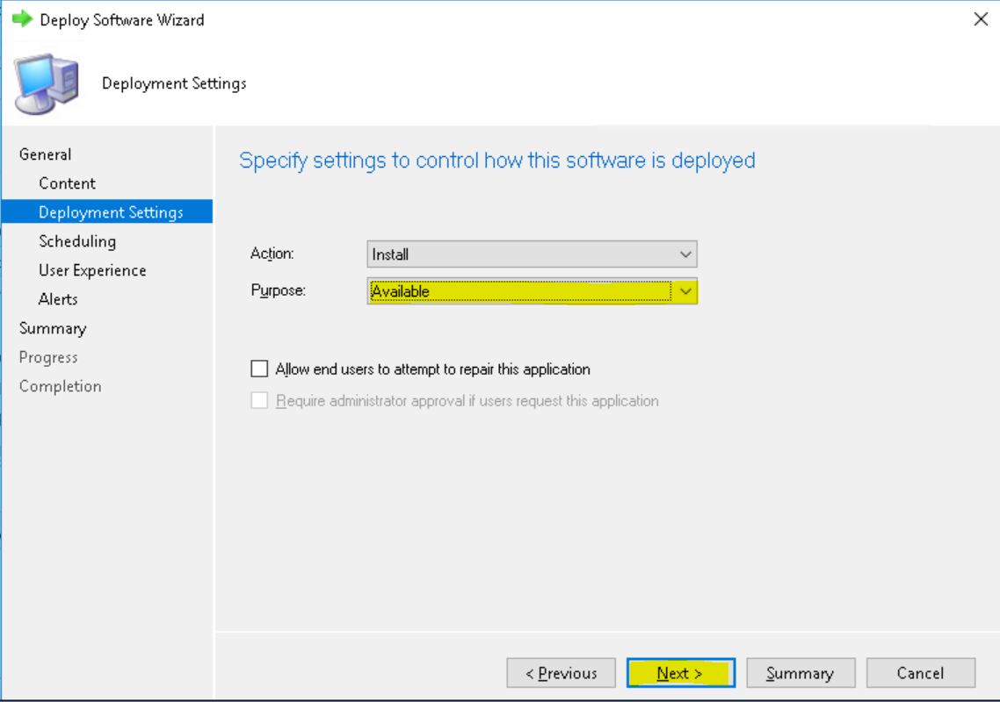 Deploy Software Wizard
Deployment Settings
General
Content
Deployment Settings
Scheduling
User Experience
Alerts
Summary
Progress
Completion
Specify settings to control how this software is deployed
Action: Install
Purpose: Available
Allow end users to attempt to repair this application
Require administrator approval if users request this application
< Previous Next > Summary Cancel